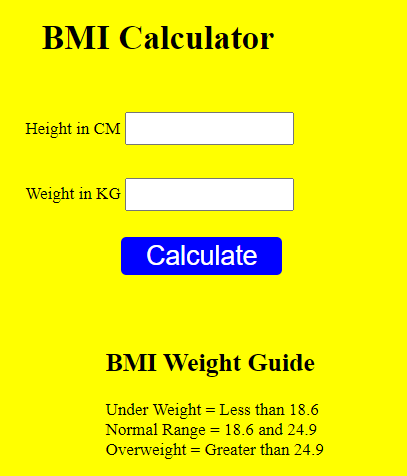 BMI Calculator
Height in CM
Weight in KG
Calculate
BMI Weight Guide
Under Weight = Less than 18.6
Normal Range = 18.6 and 24.9
Overweight = Greater than 24.9